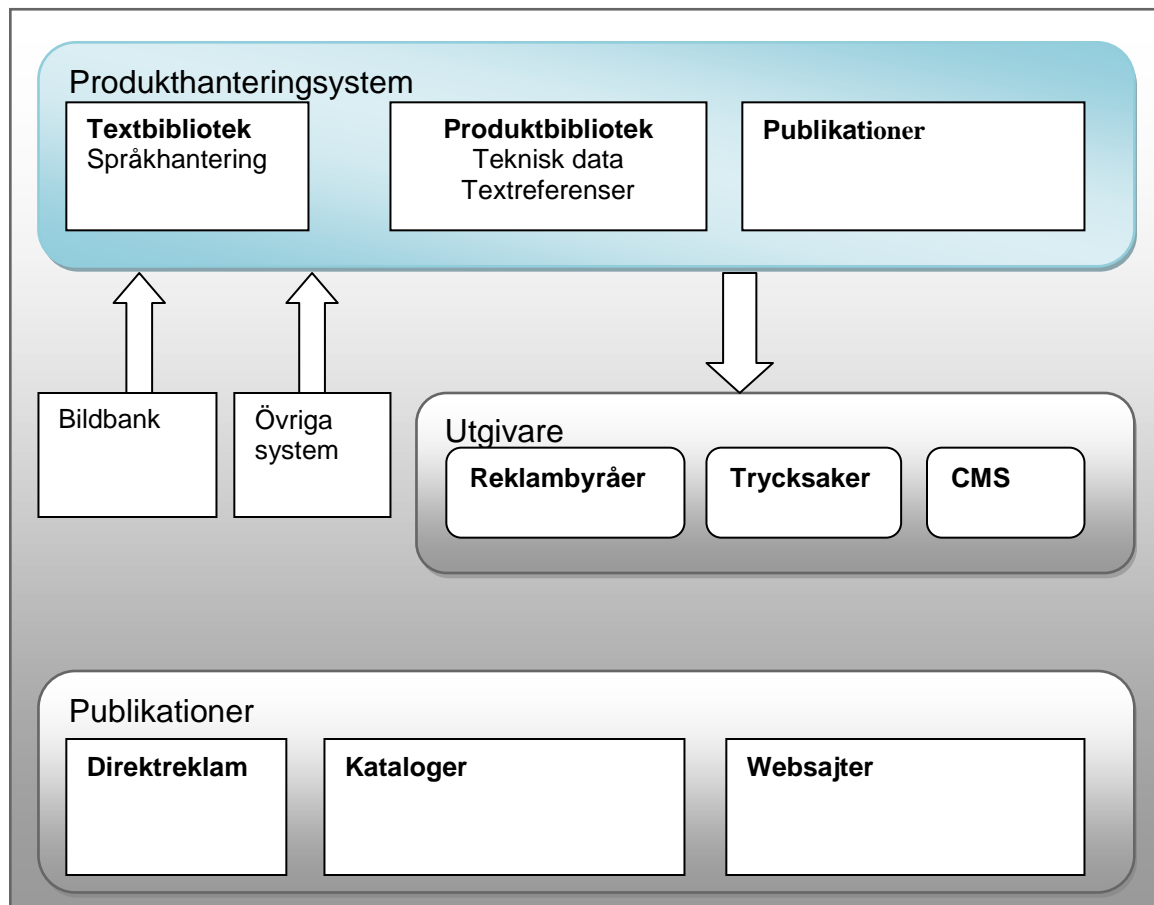 Produkthanteringsystem
Textbibliotek
Språkhantering
Produktbibliotek
Teknisk data
Textreferenser
Publikationer
Bildbank
Övriga
system
Utgivare
Reklambyråer
Trycksaker
CMS
Publikationer
Direktreklam
Kataloger
Websajter